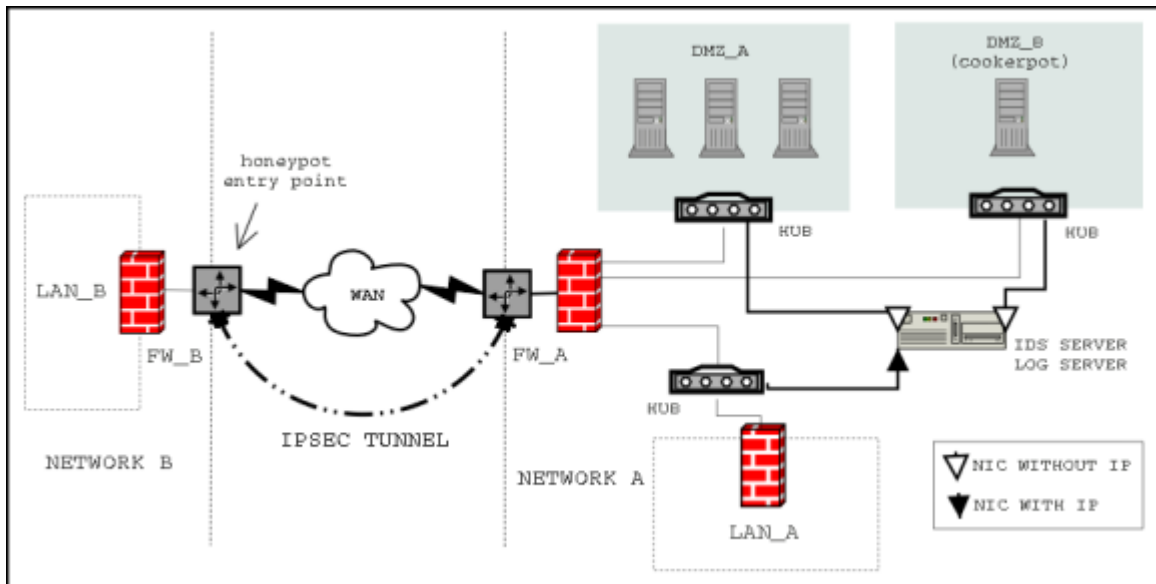 DMZ_A
DMZ_B
(cookerpot)
honeypot
entry point
HUB
HUB
LAN_B
WAN
FW_B
FW_A
IDS SERVER
LOG SERVER
HUB
IPSEC TUNNEL
NETWORK B
NETWORK A
NIC WITHOUT IP
NIC WITH IP
LAN_A